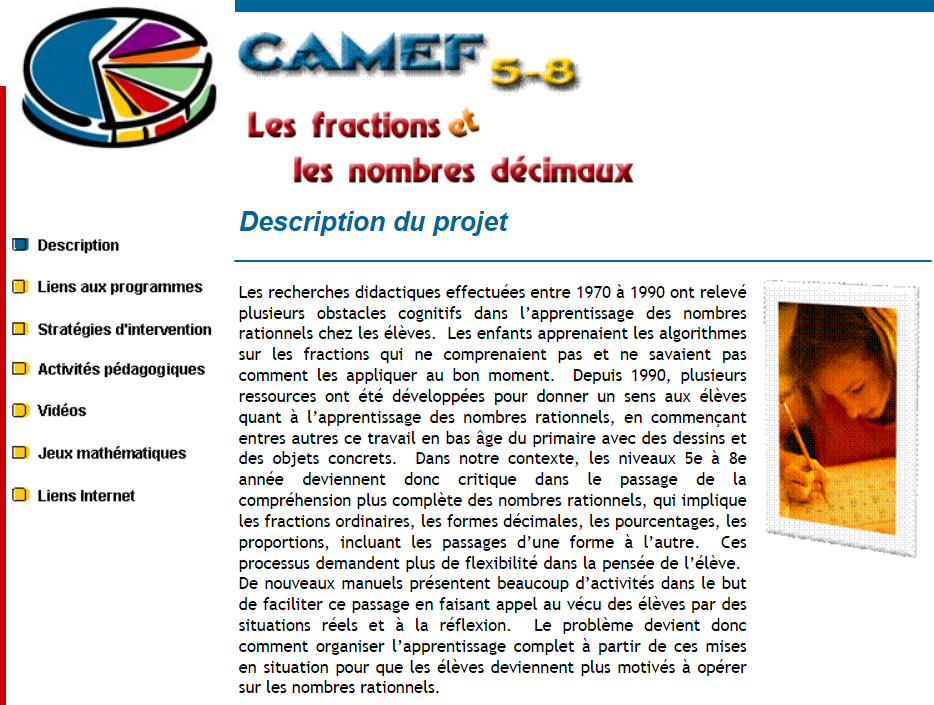 CAMEF 5-8
Les fractions et
les nombres décimaux
Description du projet
Description
Liens aux programmes
Stratégies d'intervention
Activités pédagogiques
Vidéos
Jeux mathématiques
Liens Internet
Les recherches didactiques effectuées entre 1970 à 1990 ont relevé
plusieurs obstacles cognitifs dans l’apprentissage des nombres
rationnels chez les élèves. Les enfants apprenaient les algorithmes
sur les fractions qui ne comprenaient pas et ne savaient pas
comment les appliquer au bon moment. Depuis 1990, plusieurs
ressources ont été développées pour donner un sens aux élèves
quant à l’apprentissage des nombres rationnels, en commençant
entres autres ce travail en bas âge du primaire avec des dessins et
des objets concrets. Dans notre contexte, les niveaux 5e à 8e
année deviennent donc critique dans le passage de la
compréhension plus complète des nombres rationnels, qui implique
les fractions ordinaires, les formes décimales, les pourcentages, les
proportions, incluant les passages d’une forme à l’autre. Ces
processus demandent plus de flexibilité dans la pensée de l’élève.
De nouveaux manuels présentent beaucoup d’activités dans le but
de faciliter ce passage en faisant appel au vécu des élèves par des
situations réels et à la réflexion. Le problème devient donc
comment organiser l’apprentissage complet à partir de ces mises
en situation pour que les élèves deviennent plus motivés à opérer
sur les nombres rationnels.